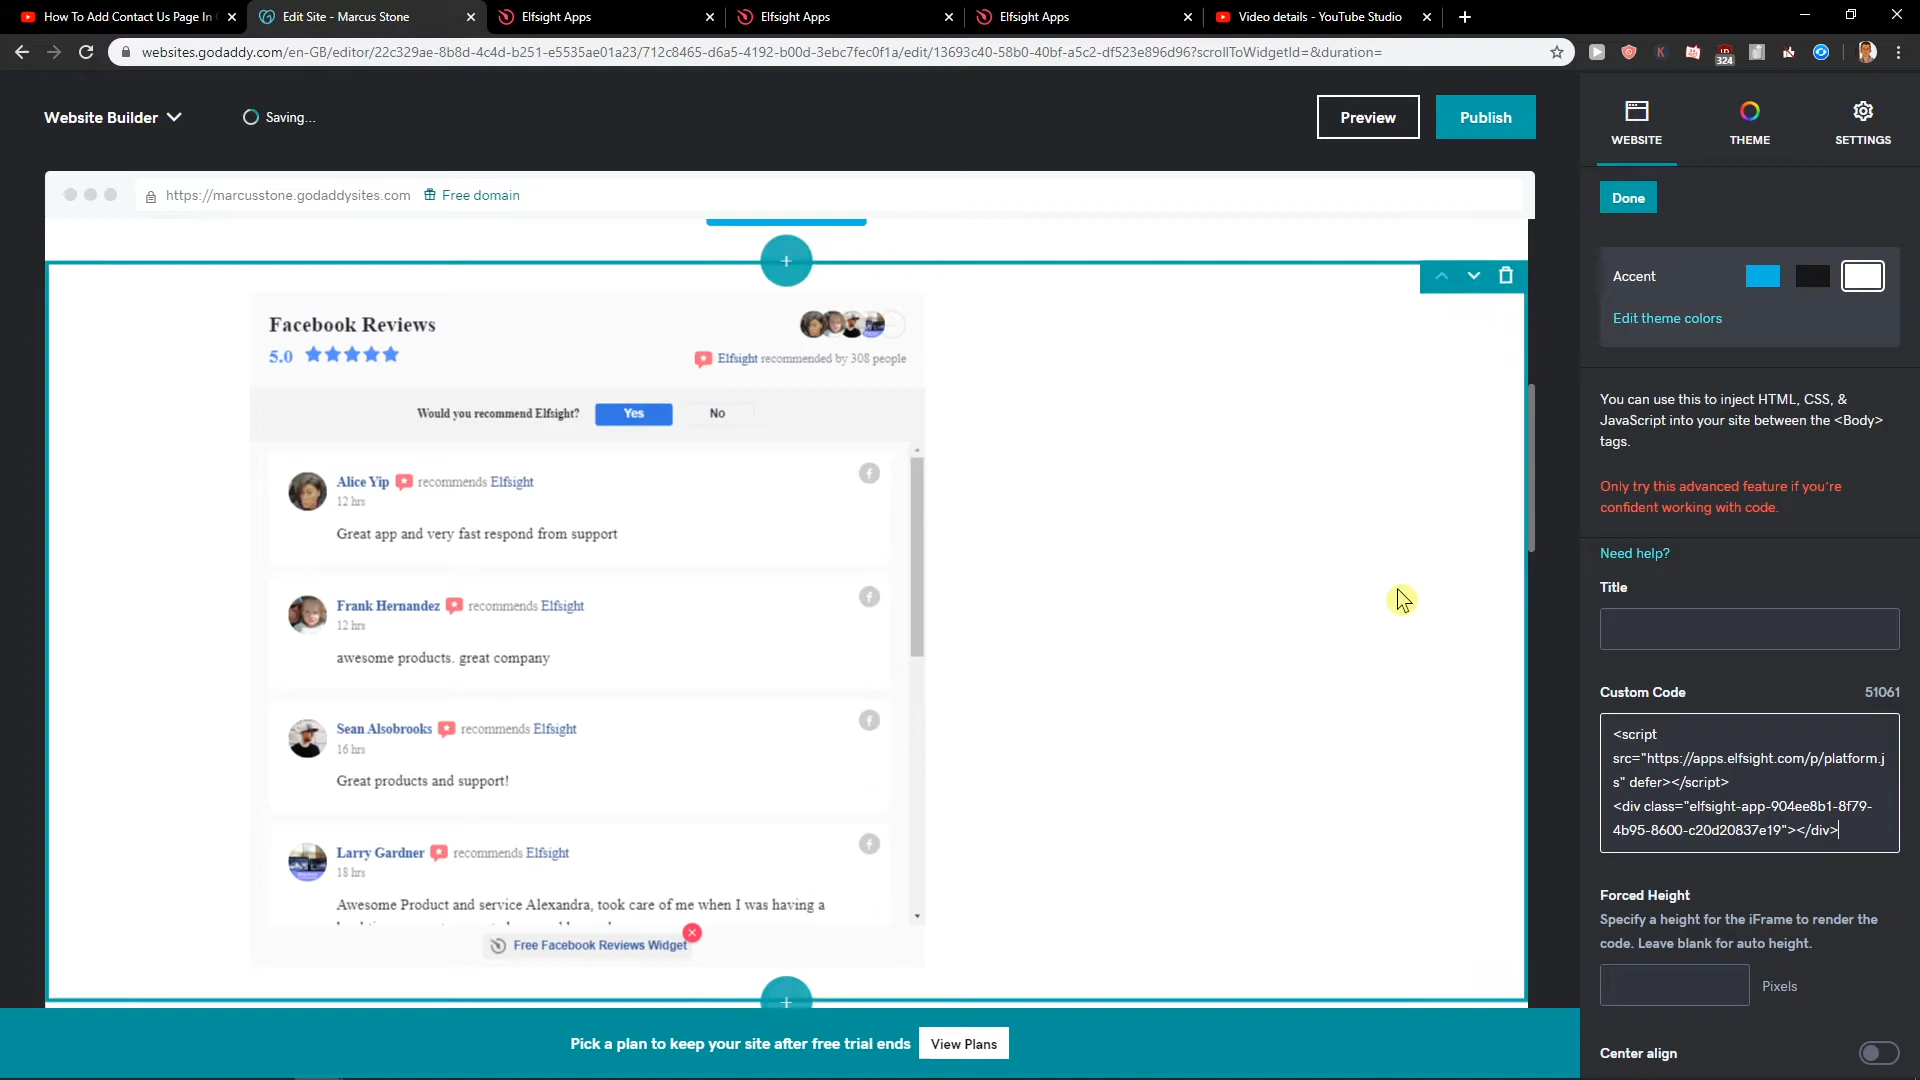 How To Add Contact Us Page In
Edit Site - Marcus Stone
Elfsight Apps
Elfsight Apps
Elfsight Apps
Video details - YouTube Studio
websites.godaddy.com/en-GB/editor/22c329ae-8b8d-4c4d-b251-e5535ae01a23/712c8465-d6a5-4192-b00d-3ebc7fec0f1a/edit/13693c40-58b0-40bf-a5c2-df523e896d96?scrollToWidgetId=&duration=
324
Website Builder
Saving...
Preview
Publish
WEBSITE
THEME
SETTINGS
https://marcusstone.godaddysites.com
Free domain
Done
Facebook Reviews
5.0
Elfsight recommended by 308 people
Would you recommend Elfsight?
Yes
No
Alice Yip recommends Elfsight
12 hrs
Great app and very fast respond from support
Frank Hernandez recommends Elfsight
12 hrs
awesome products. great company
Sean Alsobrooks recommends Elfsight
16 hrs
Great products and support!
Larry Gardner recommends Elfsight
18 hrs
Awesome Product and service Alexandra, took care of me when I was having a
Free Facebook Reviews Widget
Accent
Edit theme colors
You can use this to inject HTML, CSS, &
JavaScript into your site between the <Body>
tags.
Only try this advanced feature if you're
confident working with code.
Need help?
Title
Custom Code
51061
<script
src="https://apps.elfsight.com/p/platform.j
s" defer></script>
<div class="elfsight-app-904ee8b1-8f79-
4b95-8600-c20d20837e19"></div>
Forced Height
Specify a height for the iFrame to render the
code. Leave blank for auto height.
Pixels
Center align
Pick a plan to keep your site after free trial ends
View Plans